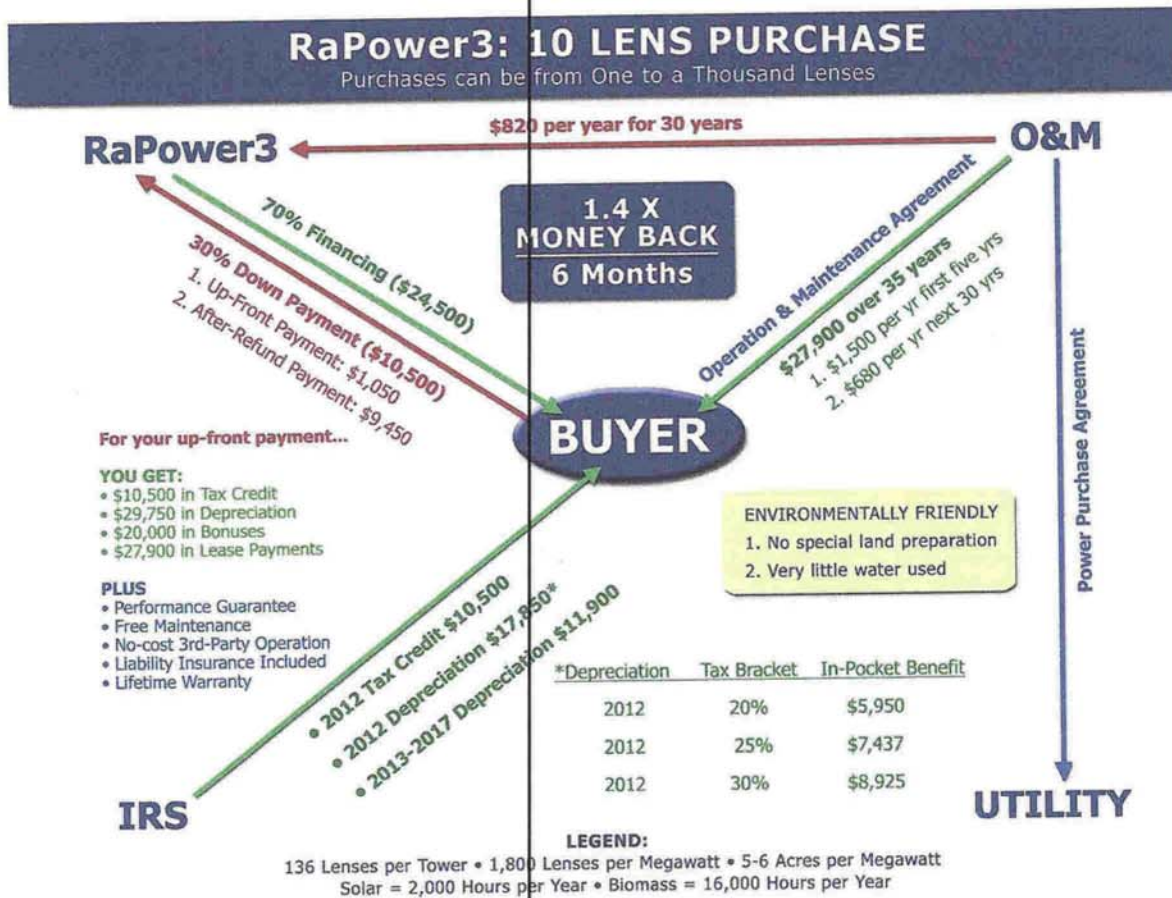 RaPower3: 10 LENS PURCHASE
Purchases can be from One to a Thousand Lenses
$820 per year for 30 years
RaPower3
O&M
1.4 X
MONEY BACK
6 Months
70% Financing ($24,500)
30% Down Payment ($10,500)
1. Up-Front Payment: $1,050
2. After-Refund Payment: $9,450
Operation & Maintenance Agreement
$27,900 over 35 years
1. $1,500 per yr first five yrs
2. $680 per yr next 30 yrs
Power Purchase Agreement
BUYER
For your up-front payment...
YOU GET:
• $10,500 in Tax Credit
• $29,750 in Depreciation
• $20,000 in Bonuses
• $27,900 in Lease Payments
PLUS
• Performance Guarantee
• Free Maintenance
• No-cost 3rd-Party Operation
• Liability Insurance Included
• Lifetime Warranty
ENVIRONMENTALLY FRIENDLY
1. No special land preparation
2. Very little water used
• 2012 Tax Credit $10,500
• 2012 Depreciation $17,850*
• 2013-2017 Depreciation $11,900
*Depreciation Tax Bracket In-Pocket Benefit
2012 20% $5,950
2012 25% $7,437
2012 30% $8,925
IRS
UTILITY
LEGEND:
136 Lenses per Tower • 1,800 Lenses per Megawatt • 5-6 Acres per Megawatt
Solar = 2,000 Hours per Year • Biomass = 16,000 Hours per Year